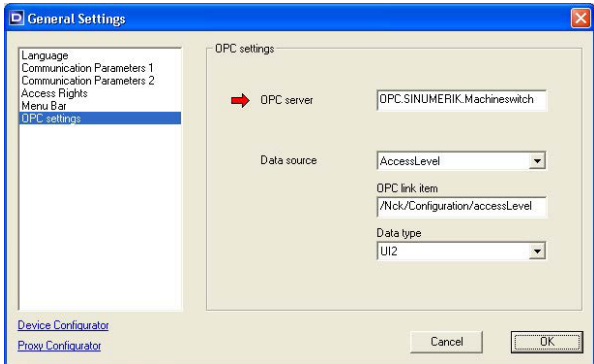 General Settings
Language
Communication Parameters 1
Communication Parameters 2
Access Rights
Menu Bar
OPC settings
OPC settings
OPC server
OPC.SINUMERIK.Machineswitch
Data source
AccessLevel
OPC link item
/Nck/Configuration/accessLevel
Data type
UI2
Device Configurator
Proxy Configurator
Cancel
OK